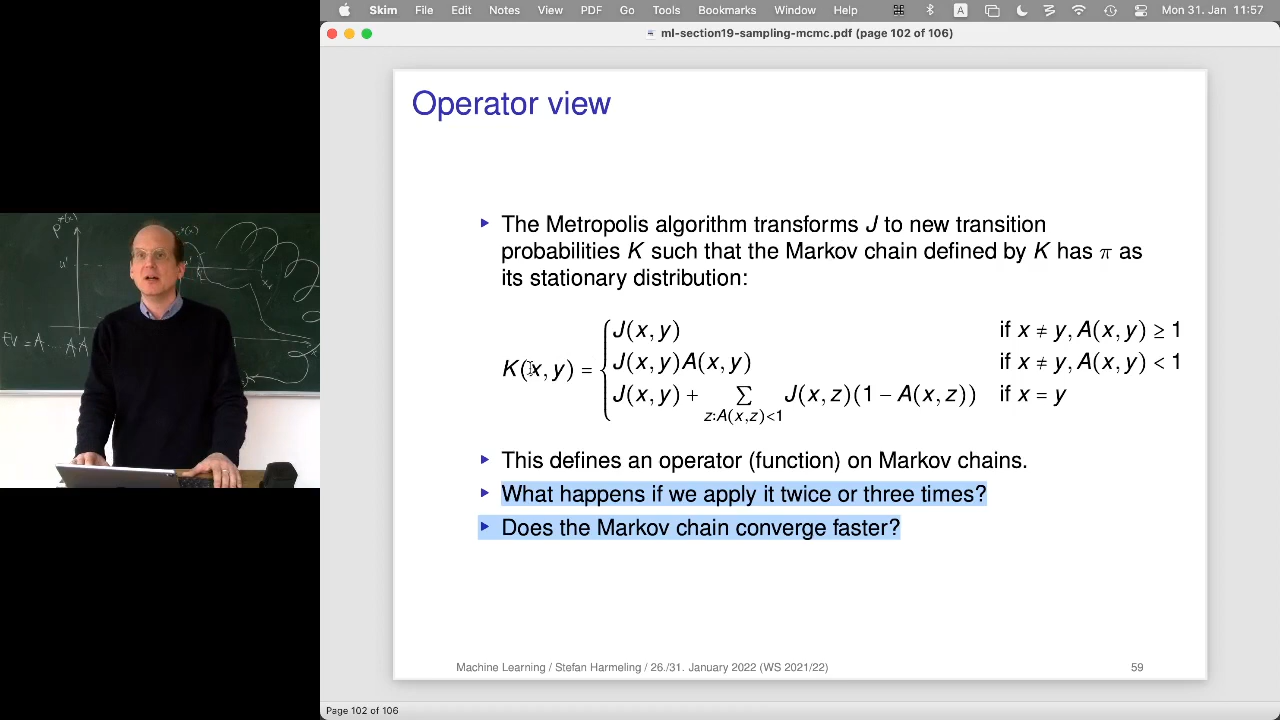 Skim File Edit Notes View PDF Go Tools Bookmarks Window Help A Mon 31. Jan 11:57
ml-section19-sampling-mcmc.pdf (page 102 of 106)
Operator view
The Metropolis algorithm transforms J to new transition
probabilities K such that the Markov chain defined by K has π as
its stationary distribution:
K(x, y) =
J(x, y) if x ≠ y, A(x, y) ≥ 1
J(x, y)A(x, y) if x ≠ y, A(x, y) < 1
J(x, y) + ∑ J(x, z)(1 − A(x, z)) if x = y
z:A(x,z)<1
This defines an operator (function) on Markov chains.
What happens if we apply it twice or three times?
Does the Markov chain converge faster?
Machine Learning / Stefan Harmeling / 26./31. January 2022 (WS 2021/22) 59
Page 102 of 106